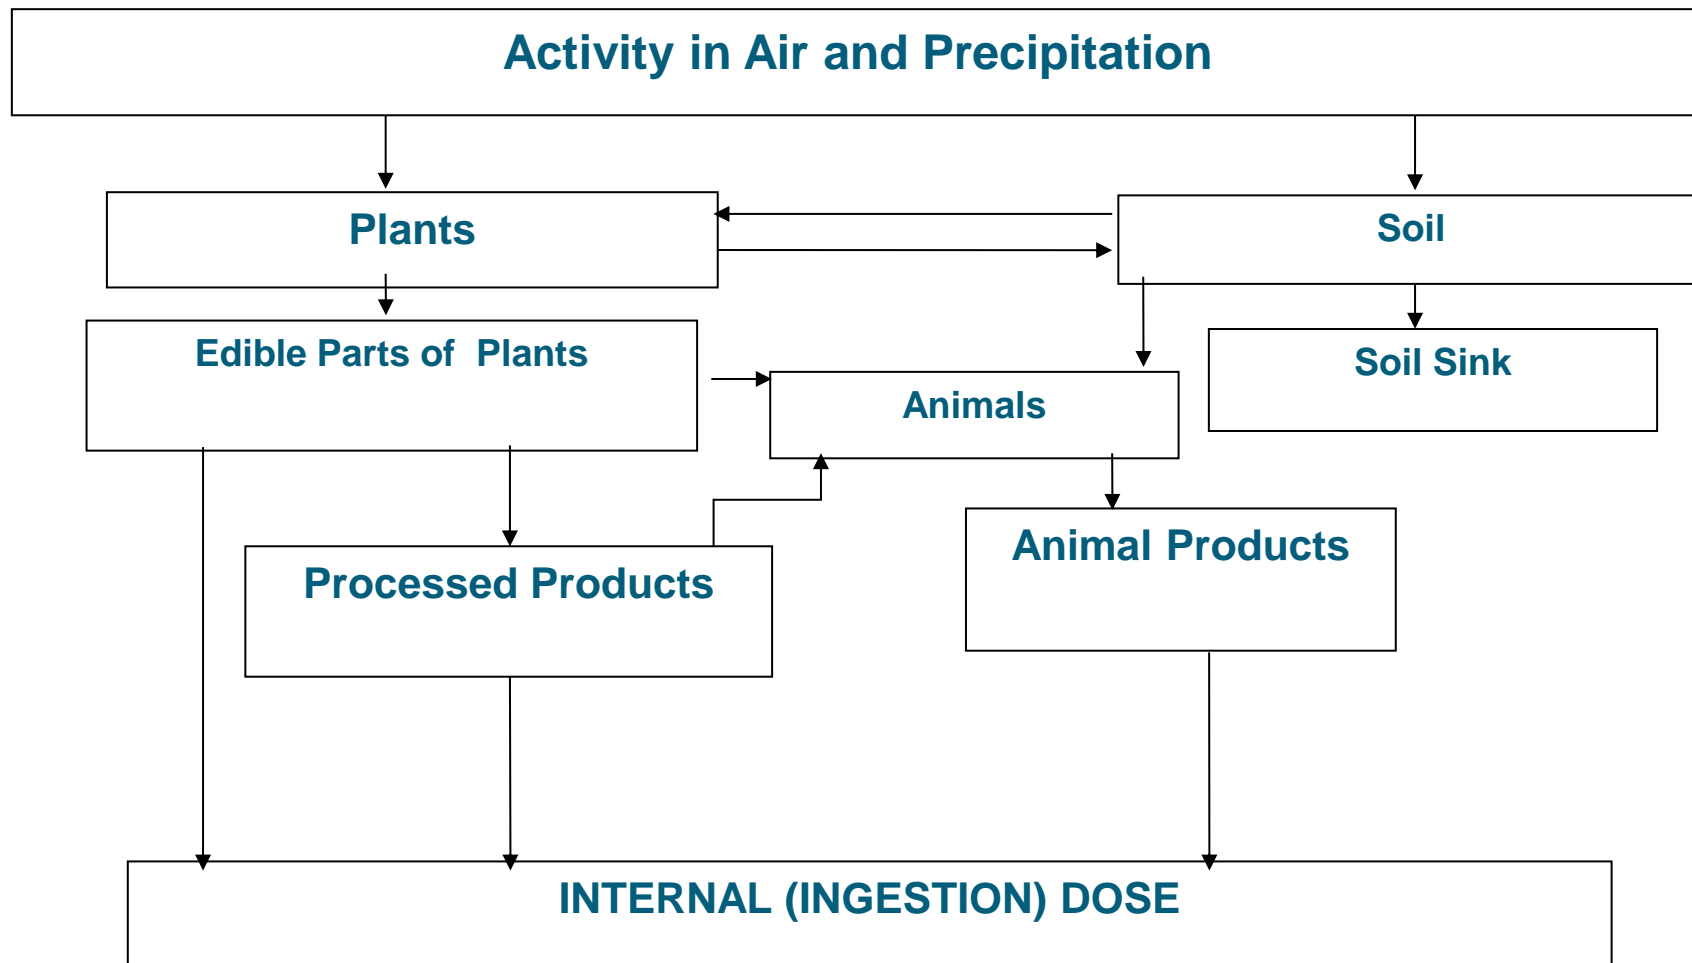 Activity in Air and Precipitation
Plants
Soil
Edible Parts of  Plants
Soil Sink
Animals
Animal Products
Processed Products
INTERNAL (INGESTION) DOSE